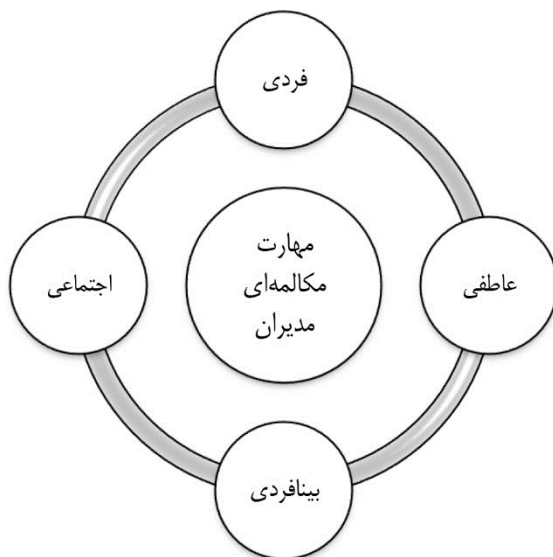 فردی
مهارت
مکالمه‌ای
مدیران
عاطفی
اجتماعی
بینافردی